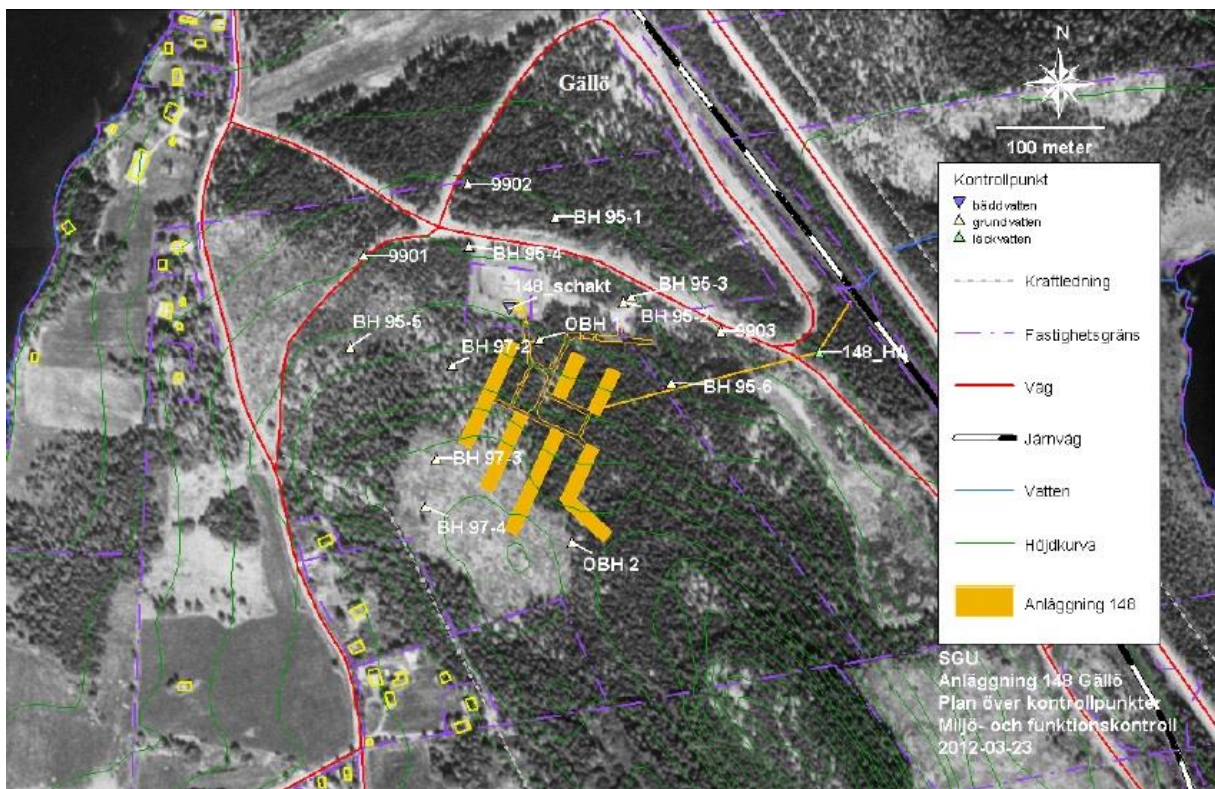 Gällö
N
100 meter
9902
BH 95-1
BH 95-4
9901
148_schakt
BH 95-3
BH 95-2
9903
OBH 1
BH 95-5
BH 97-2
148_HA
BH 95-6
BH 97-3
BH 97-4
OBH 2
Kontrollpunkt
bäddvatten
grundvatten
läckvatten
Kraftledning
Fastighetsgräns
Väg
Järnväg
Vatten
Höjdkurva
Anläggning 148
SGU
Anläggning 148 Gällö
Plan över kontrollpunkter
Miljö- och funktionskontroll
2012-03-23